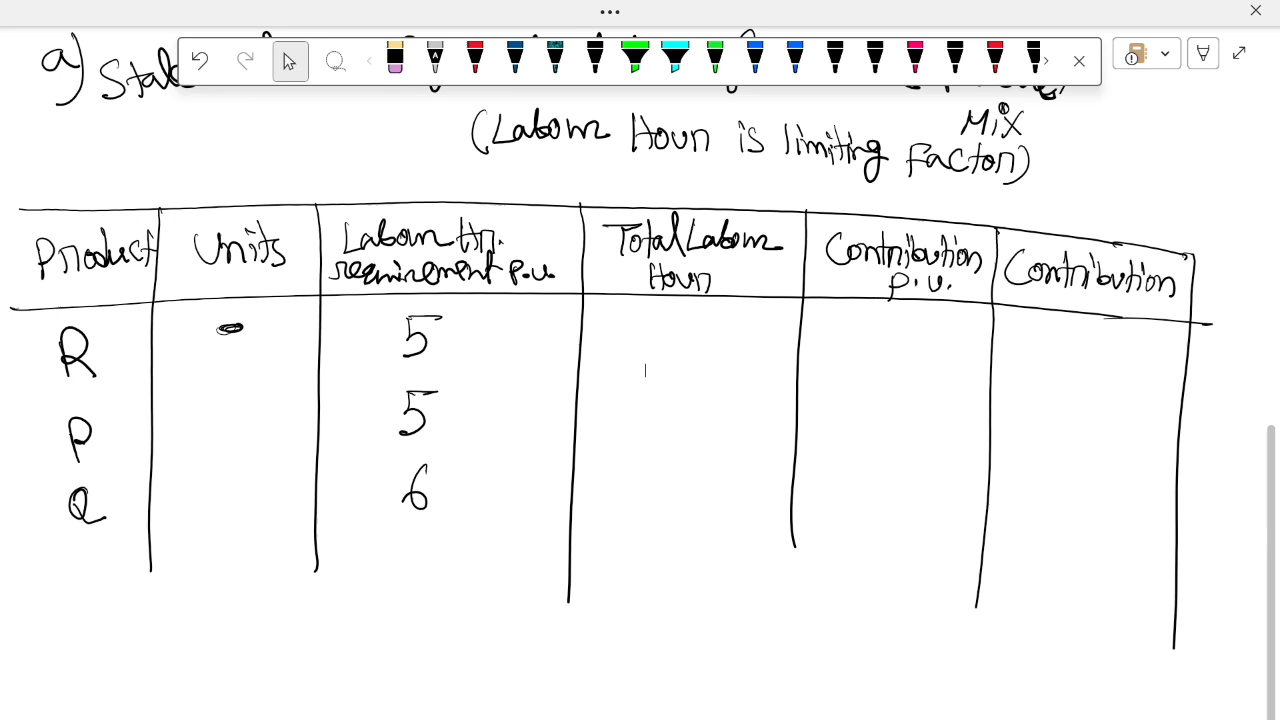 a)
(Labour Hour is limiting Factor)
Mix
Product Units Labour Hr. requirement p.u. Total Labour Hour Contribution p.u. Contribution
R - 5
P 5
Q 6